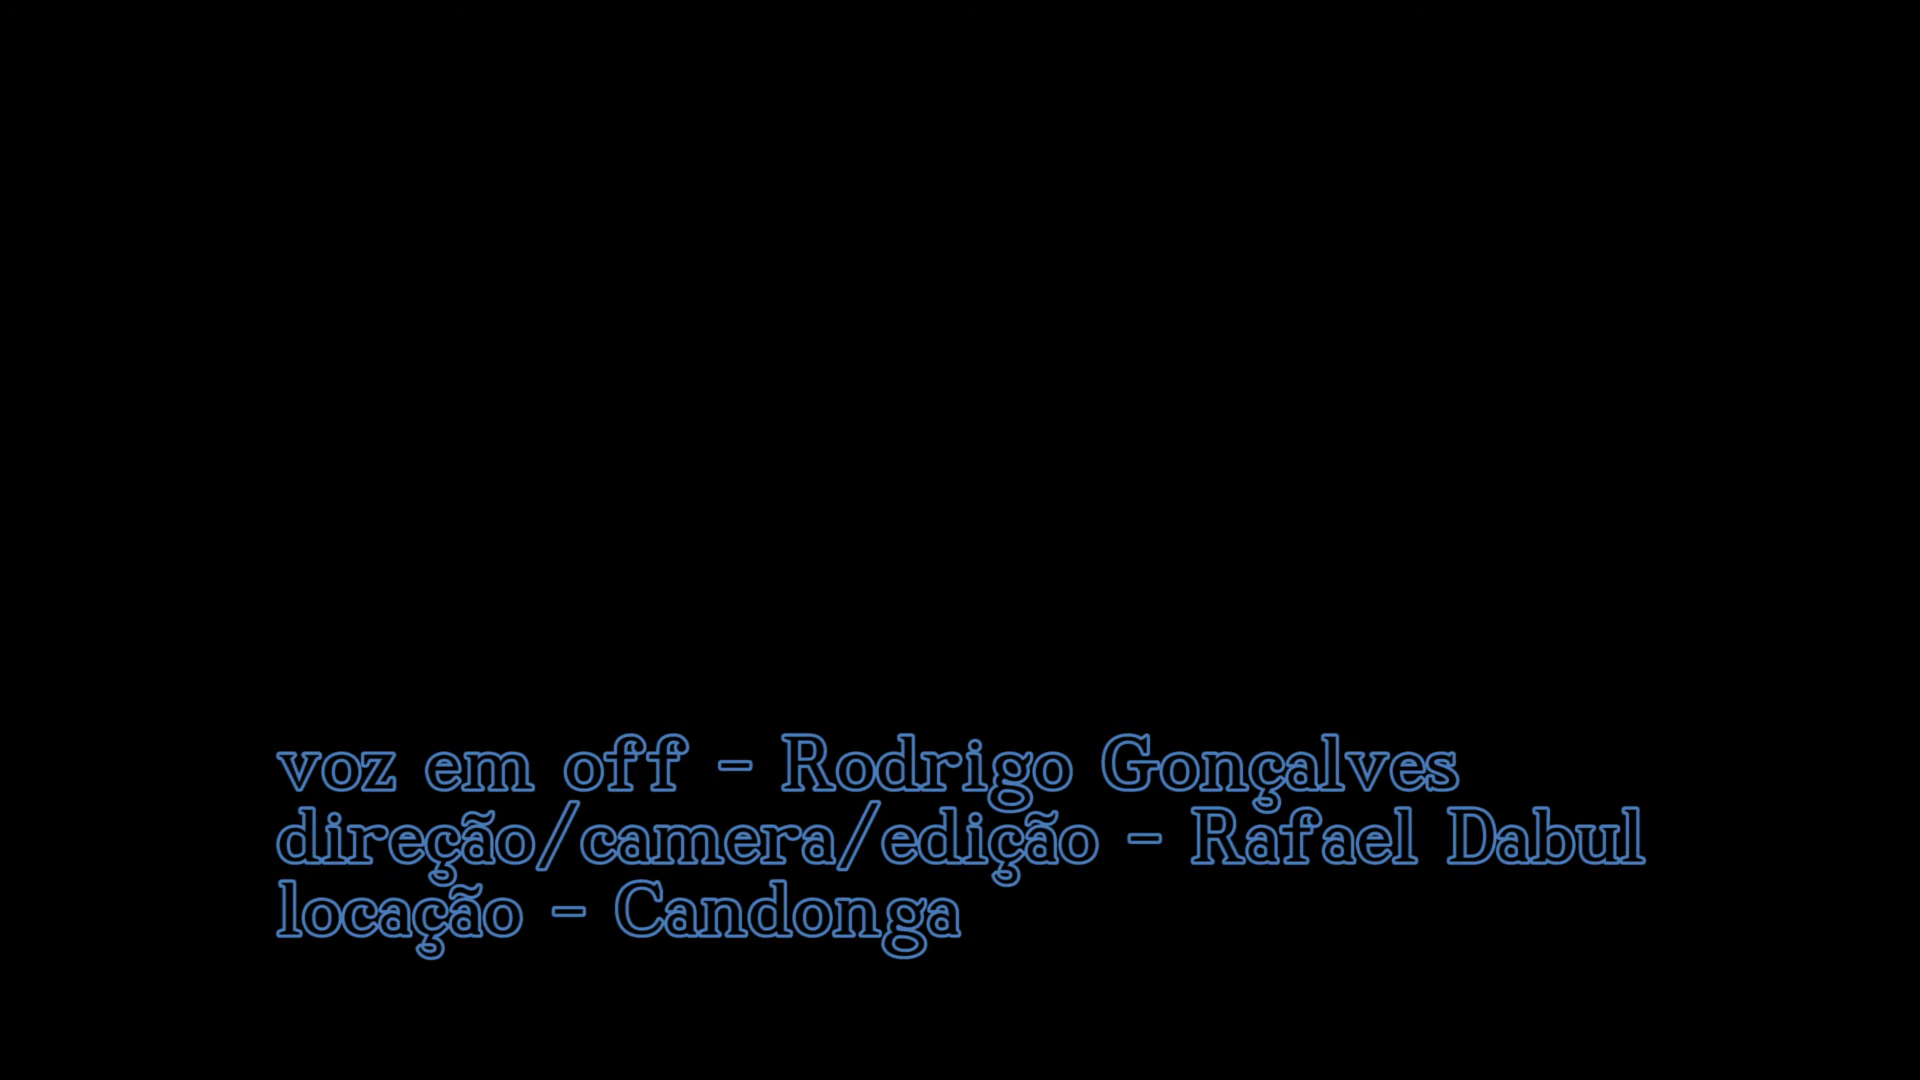 voz em off - Rodrigo Gonçalves
direção/camera/edição - Rafael Dabul
locação - Candonga